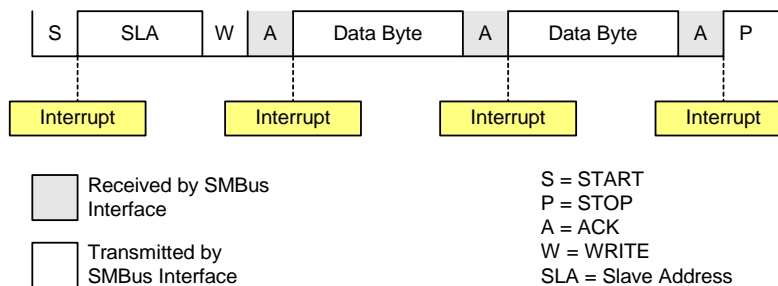 S SLA W A Data Byte A Data Byte A P
Interrupt Interrupt Interrupt Interrupt
Received by SMBus
Interface
Transmitted by
SMBus Interface
S = START
P = STOP
A = ACK
W = WRITE
SLA = Slave Address